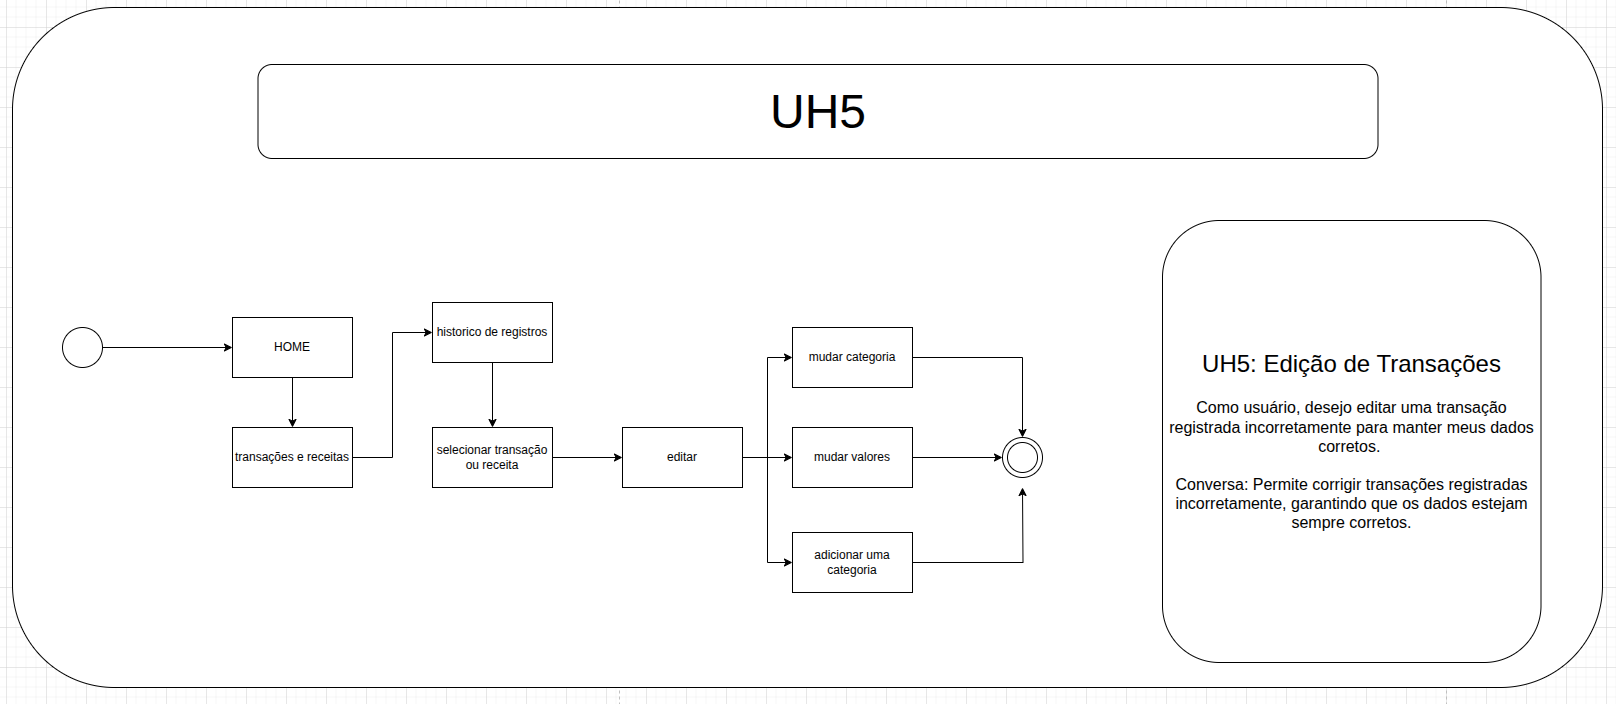 UH5
HOME
transações e receitas
historico de registros
selecionar transação
ou receita
editar
mudar categoria
mudar valores
adicionar uma
categoria
UH5: Edição de Transações
Como usuário, desejo editar uma transação
registrada incorretamente para manter meus dados
corretos.
Conversa: Permite corrigir transações registradas
incorretamente, garantindo que os dados estejam
sempre corretos.